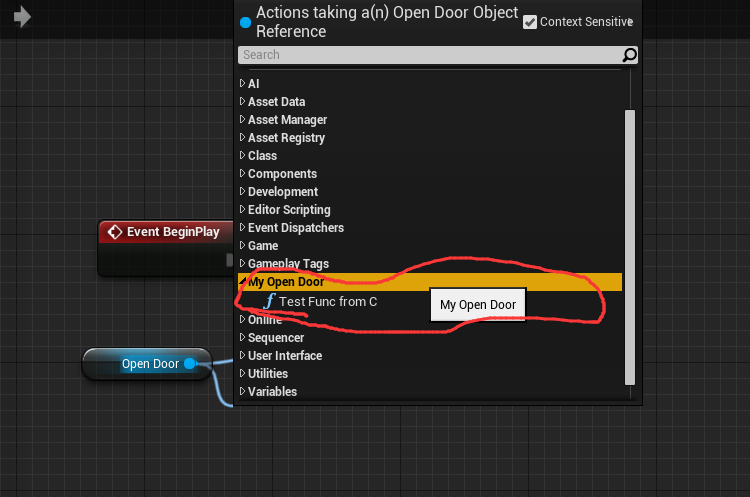 Actions taking a(n) Open Door Object
Reference
Context Sensitive
Search
AI
Asset Data
Asset Manager
Asset Registry
Class
Components
Development
Editor Scripting
Event Dispatchers
Game
Gameplay Tags
My Open Door
f Test Func from C
My Open Door
Online
Sequencer
User Interface
Utilities
Variables
Event BeginPlay
Open Door